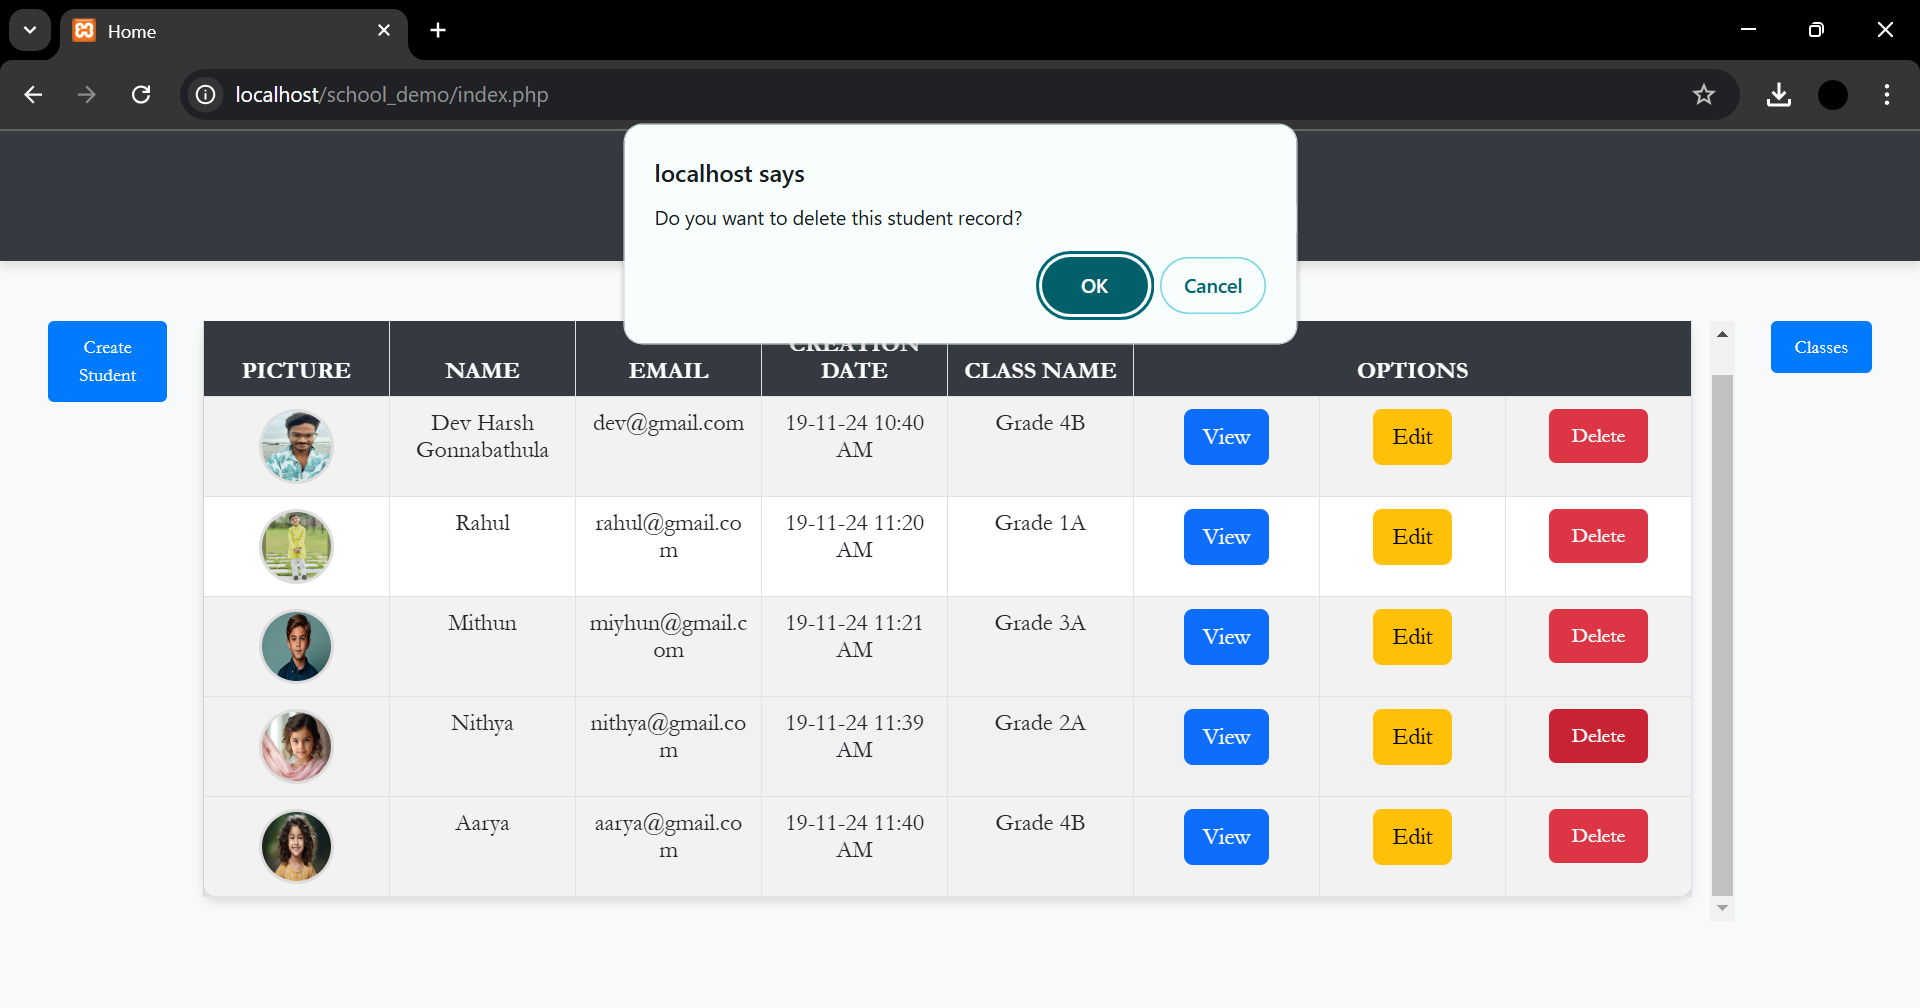 Home
localhost/school_demo/index.php
localhost says
Do you want to delete this student record?
OK
Cancel
Create
Student
PICTURE
NAME
EMAIL
CREATION
DATE
CLASS NAME
OPTIONS
Classes
Dev Harsh
Gonnabathula
dev@gmail.com
19-11-24 10:40
AM
Grade 4B
View
Edit
Delete
Rahul
rahul@gmail.co
m
19-11-24 11:20
AM
Grade 1A
View
Edit
Delete
Mithun
miyhun@gmail.c
om
19-11-24 11:21
AM
Grade 3A
View
Edit
Delete
Nithya
nithya@gmail.co
m
19-11-24 11:39
AM
Grade 2A
View
Edit
Delete
Aarya
aarya@gmail.co
m
19-11-24 11:40
AM
Grade 4B
View
Edit
Delete